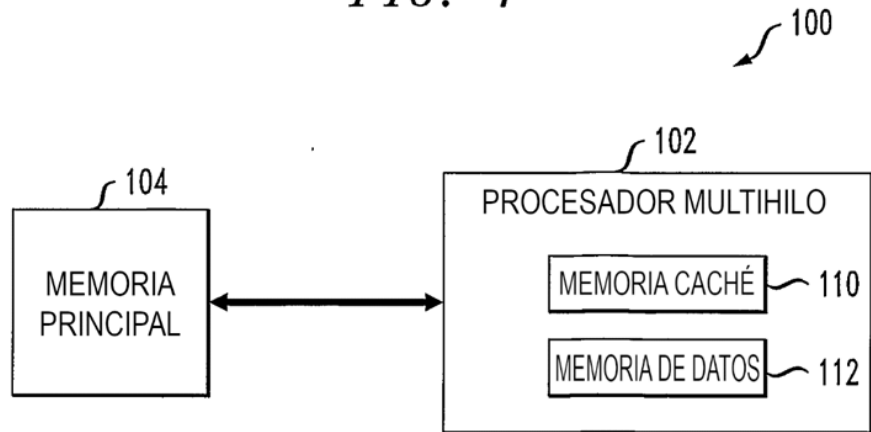 100
102
104
PROCESADOR MULTIHILO
MEMORIA
PRINCIPAL
MEMORIA CACHÉ
110
MEMORIA DE DATOS
112